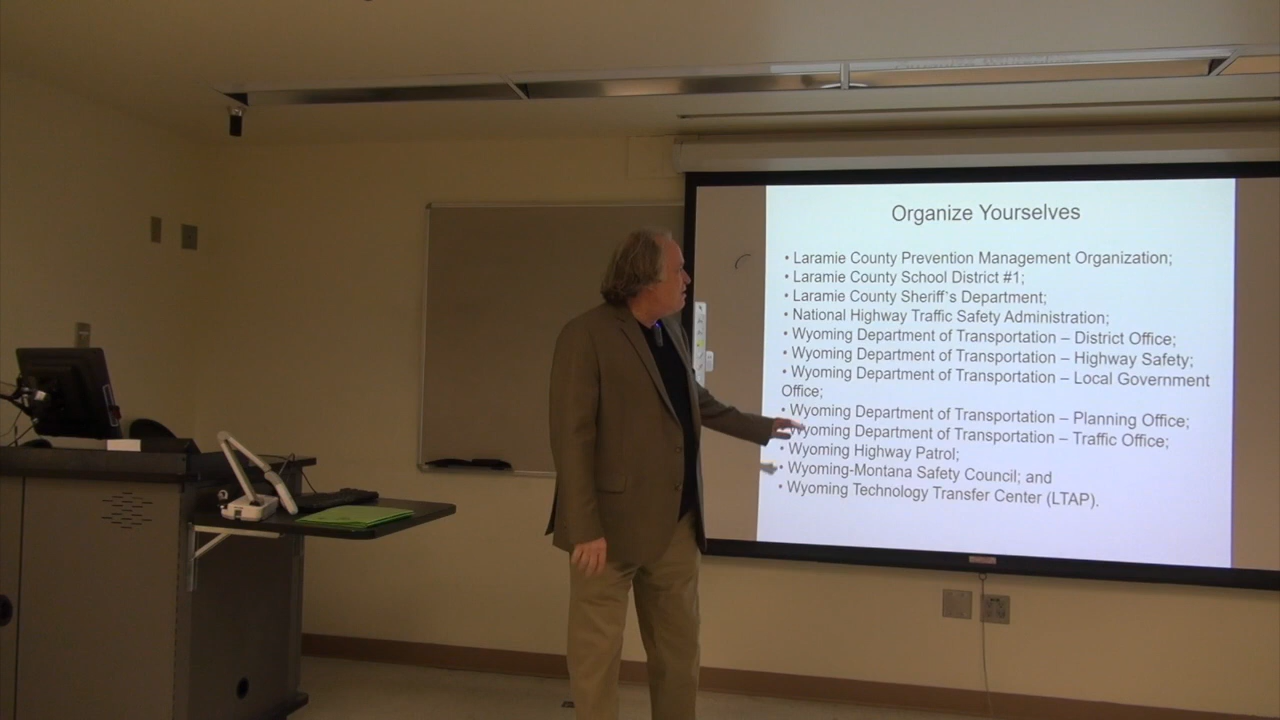 Organize Yourselves
• Laramie County Prevention Management Organization;
• Laramie County School District #1;
• Laramie County Sheriff's Department;
• National Highway Traffic Safety Administration;
• Wyoming Department of Transportation – District Office;
• Wyoming Department of Transportation – Highway Safety;
• Wyoming Department of Transportation – Local Government
Office;
• Wyoming Department of Transportation – Planning Office;
Wyoming Department of Transportation – Traffic Office;
• Wyoming Highway Patrol;
• Wyoming-Montana Safety Council; and
• Wyoming Technology Transfer Center (LTAP).